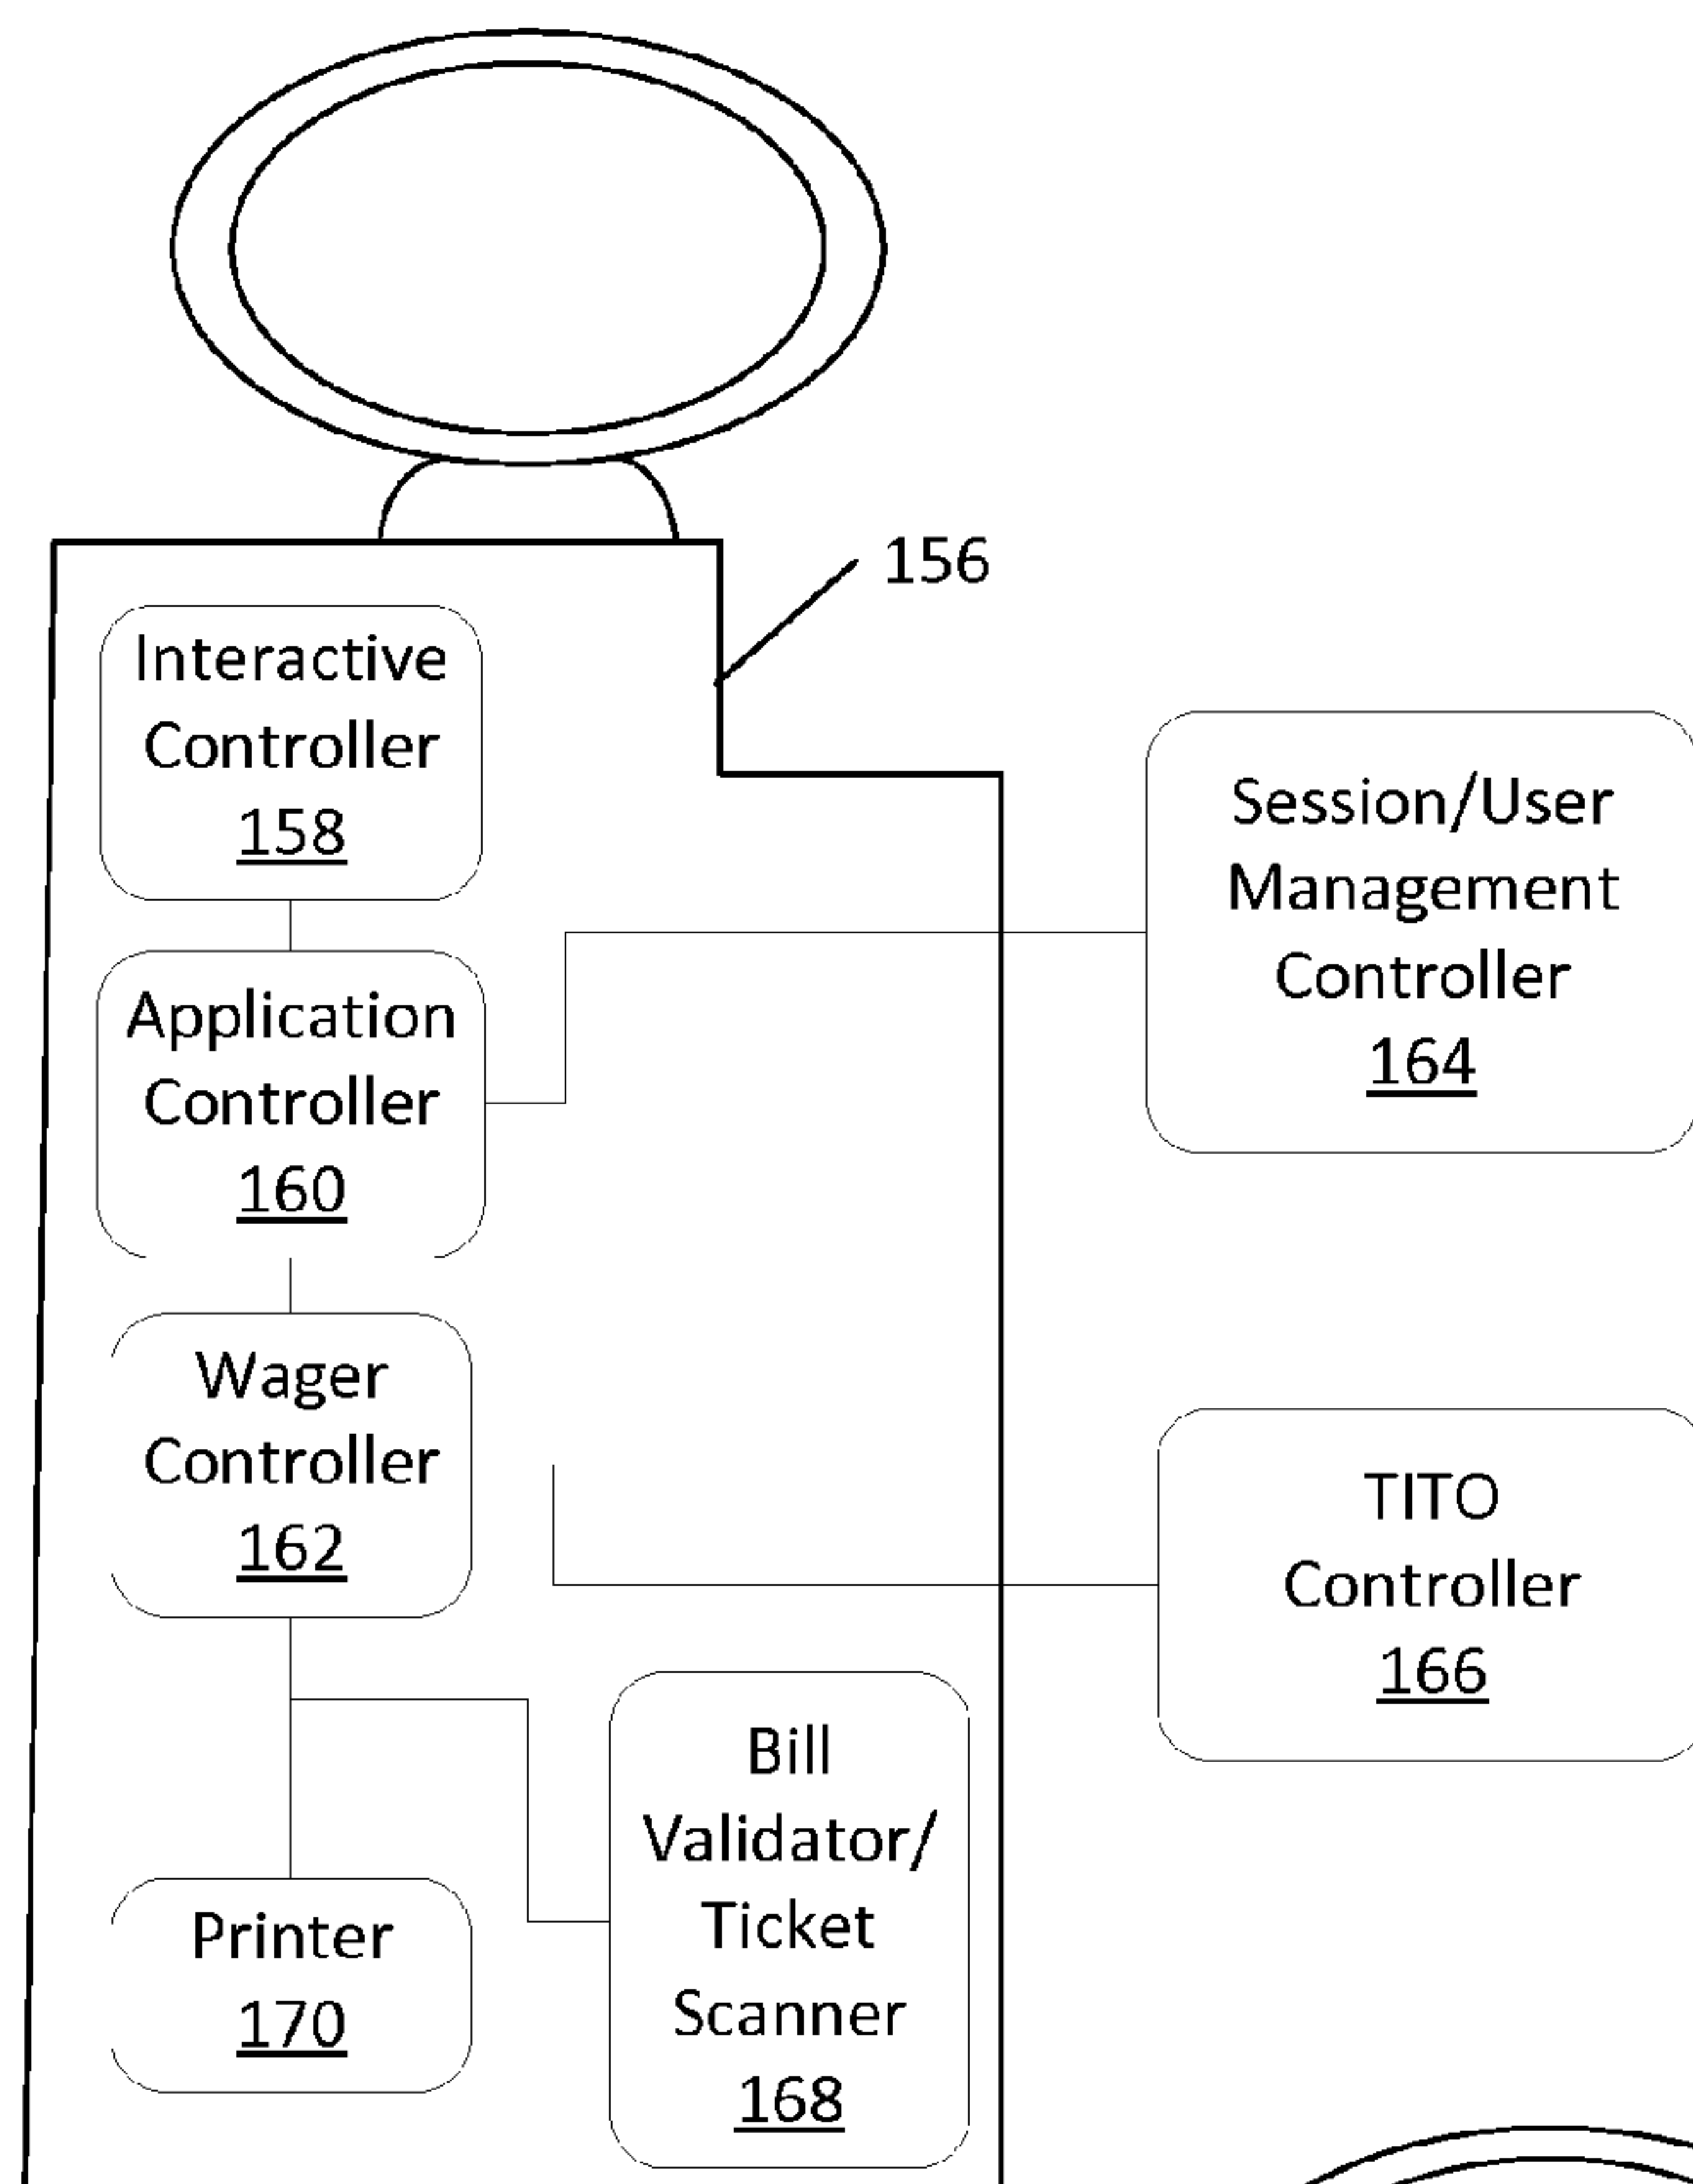 156
Interactive
Controller
158
Session/User
Management
Controller
164
Application
Controller
160
Wager
Controller
162
TITO
Controller
166
Bill
Validator/
Ticket
Scanner
168
Printer
170